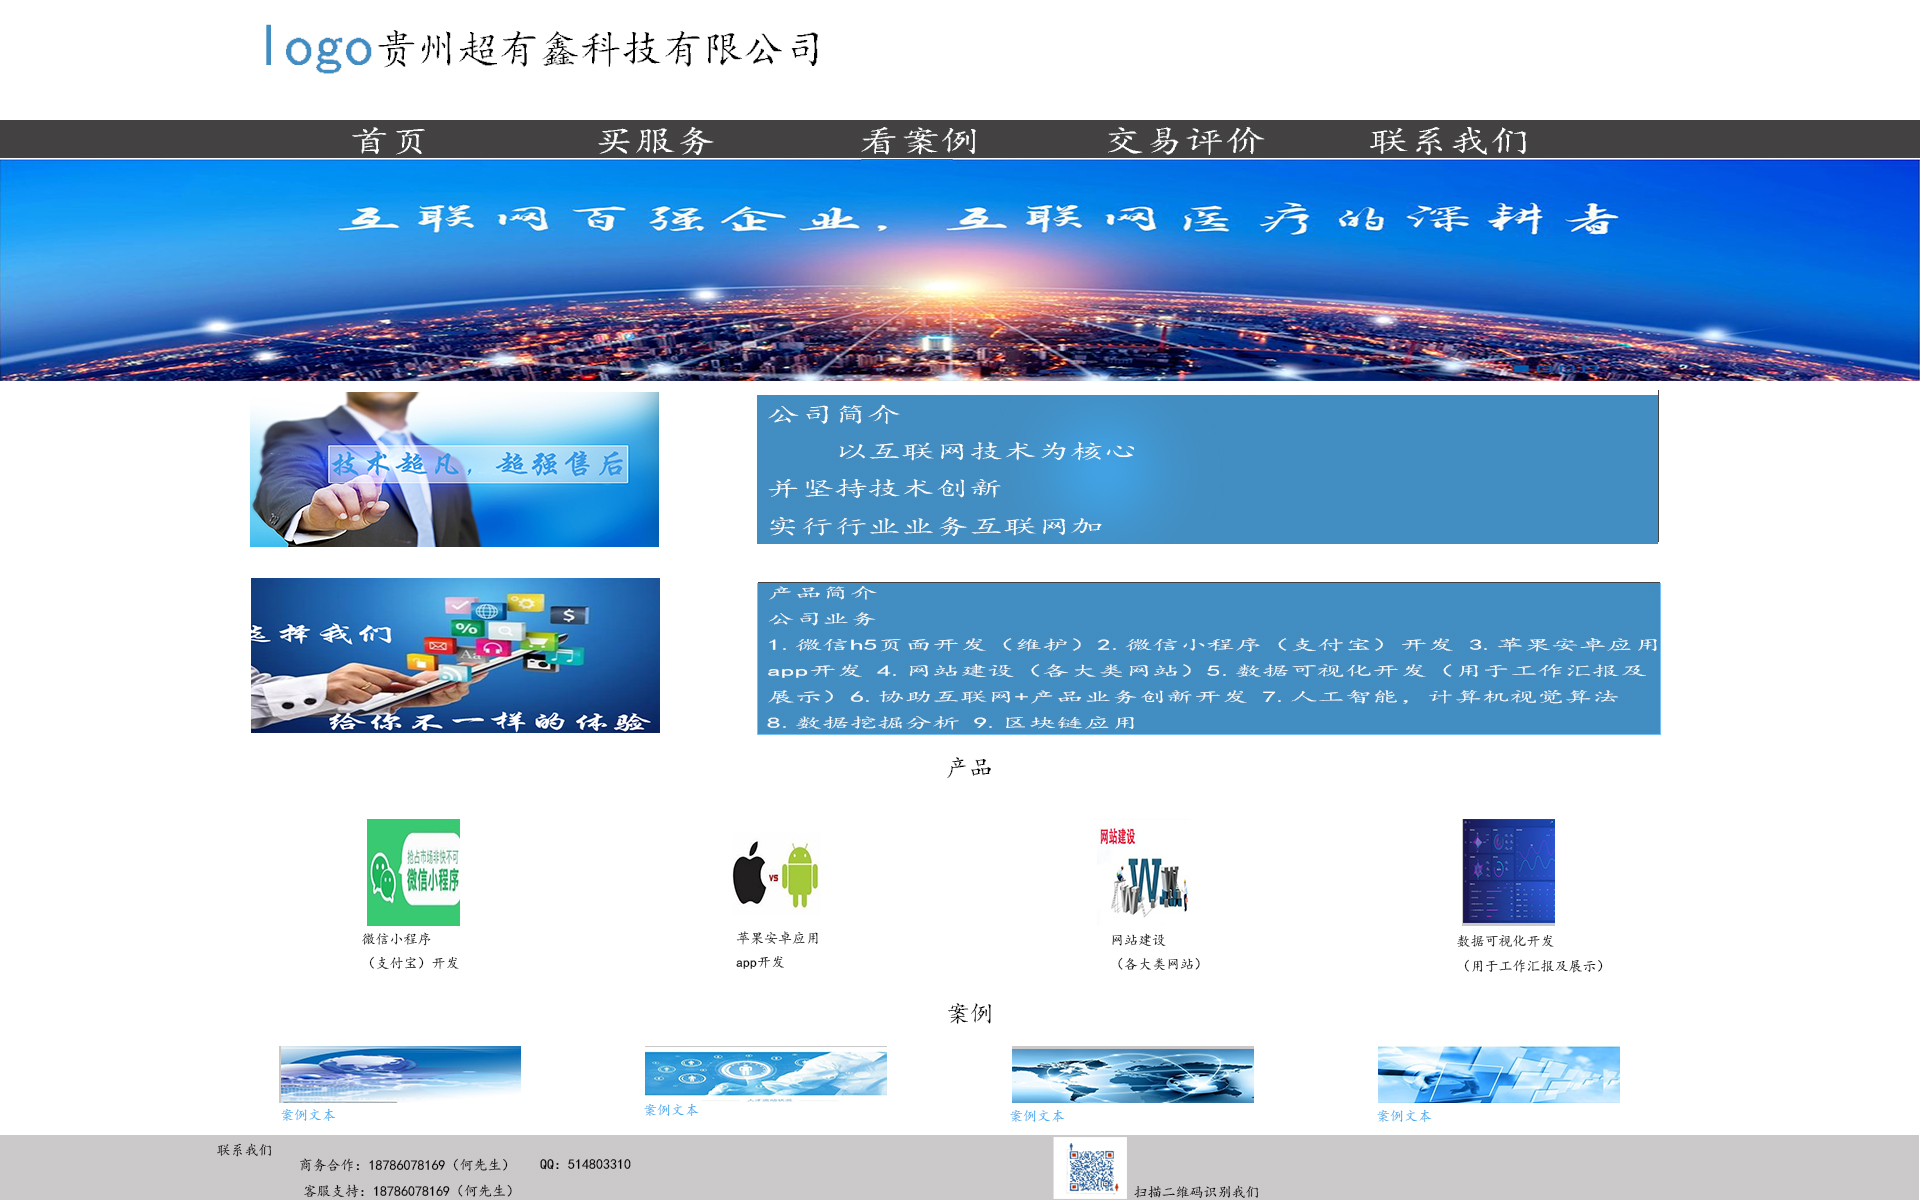 logo贵州超有鑫科技有限公司
首页 买服务 看案例 交易评价 联系我们
互联网百强企业，互联网医疗的深耕者
技术超凡，超强售后
公司简介
以互联网技术为核心
并坚持技术创新
实行行业业务互联网加
选择我们
给你不一样的体验
产品简介
公司业务
1. 微信h5页面开发（维护）2. 微信小程序（支付宝）开发 3. 苹果安卓应用
app开发 4. 网站建设（各大类网站）5. 数据可视化开发（用于工作汇报及
展示）6. 协助互联网+产品业务创新开发 7. 人工智能，计算机视觉算法
8. 数据挖掘分析 9. 区块链应用
产品
抢占市场非快不可
微信小程序
VS
网站建设
微信小程序
（支付宝）开发
苹果安卓应用
app开发
网站建设
（各大类网站）
数据可视化开发
（用于工作汇报及展示）
案例
案例文本
案例文本
案例文本
案例文本
联系我们
商务合作：18786078169（何先生） QQ：514803310
客服支持：18786078169（何先生）
扫描二维码识别我们